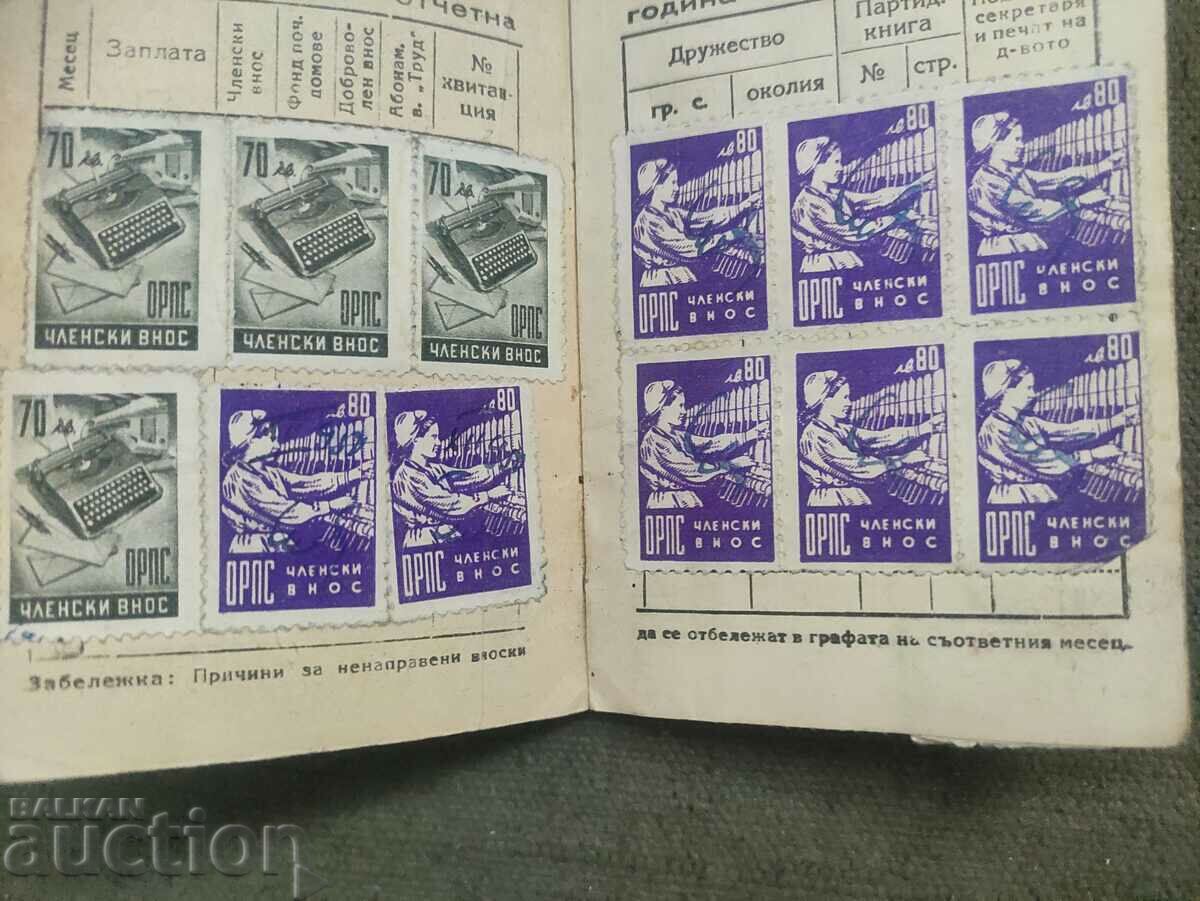 отчетна
Месец
Заплата
Членски внос
Фонд поч. домове
Доброво- лен внос
Абонам. в. „Труд"
№ квитан- ция
70 лв.
ОРПС
ЧЛЕНСКИ ВНОС
70 лв.
ОРПС
ЧЛЕНСКИ ВНОС
70 лв.
ОРПС
ЧЛЕНСКИ ВНОС
70 лв.
ОРПС
ЧЛЕНСКИ ВНОС
лв. 80
ОРПС ЧЛЕНСКИ
ВНОС
лв. 80
ОРПС ЧЛЕНСКИ
ВНОС
Забележка: Причини за ненаправени вноски
година
Дружество
Партид.
книга
секретаря
и печат на
д-вото
гр. с.
околия
№
стр.
лв. 80
ОРПС ЧЛЕНСКИ
ВНОС
лв. 80
ОРПС ЧЛЕНСКИ
ВНОС
лв. 80
ОРПС ЧЛЕНСКИ
ВНОС
лв. 80
ОРПС ЧЛЕНСКИ
ВНОС
лв. 80
ОРПС ЧЛЕНСКИ
ВНОС
лв. 80
ОРПС ЧЛЕНСКИ
ВНОС
да се отбележат в графата на съответния месец.
BALKAN
auction